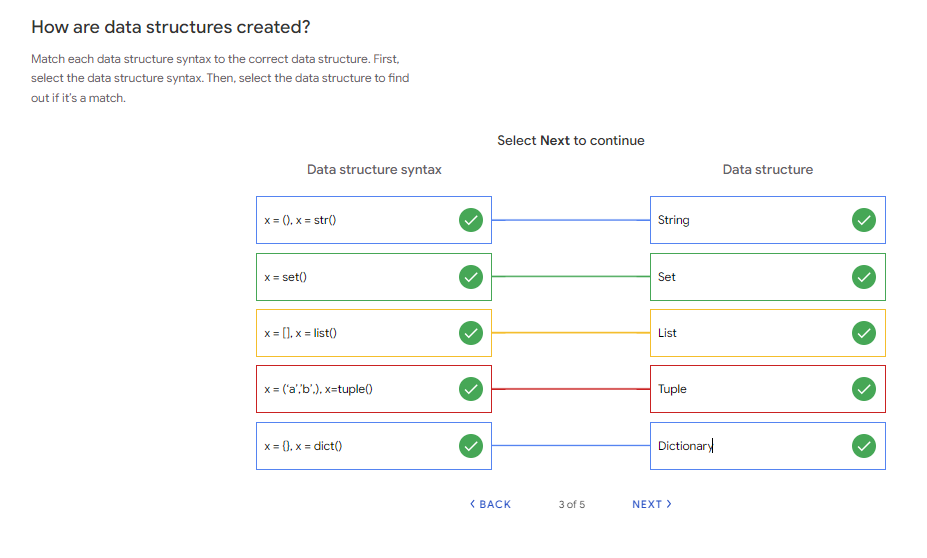 How are data structures created?
Match each data structure syntax to the correct data structure. First,
select the data structure syntax. Then, select the data structure to find
out if it's a match.
Select Next to continue
Data structure syntax
Data structure
x = (), x = str()
String
x = set()
Set
x = [], x = list()
List
x = ('a','b',), x=tuple()
Tuple
x = {}, x = dict()
Dictionary
BACK
3 of 5
NEXT